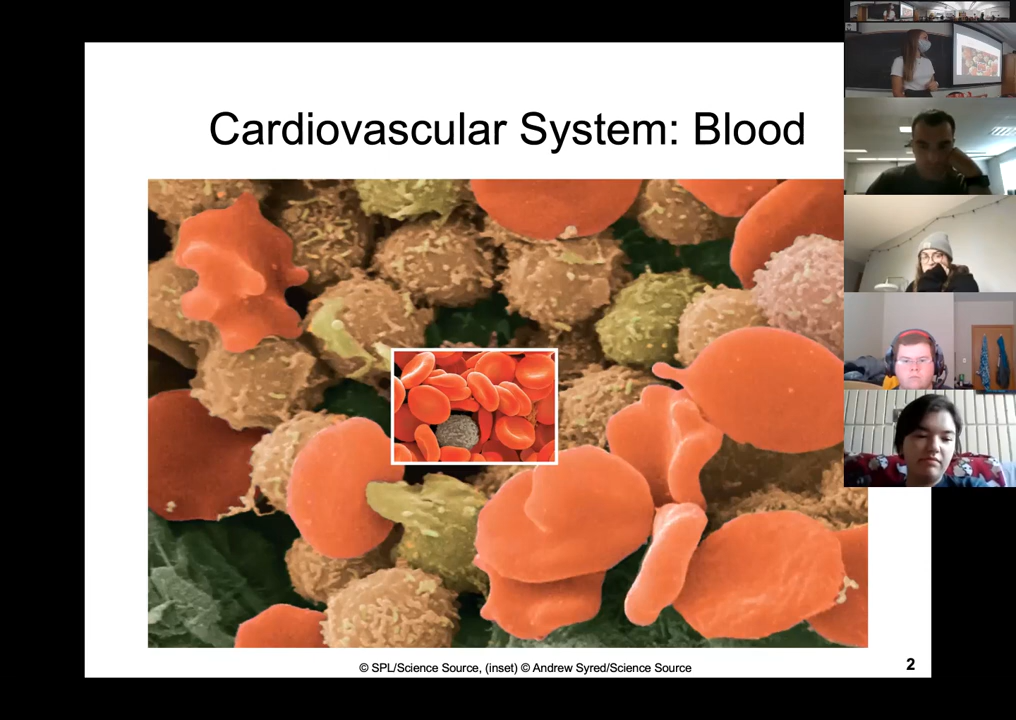 Cardiovascular System: Blood
© SPL/Science Source, (inset) © Andrew Syred/Science Source
2